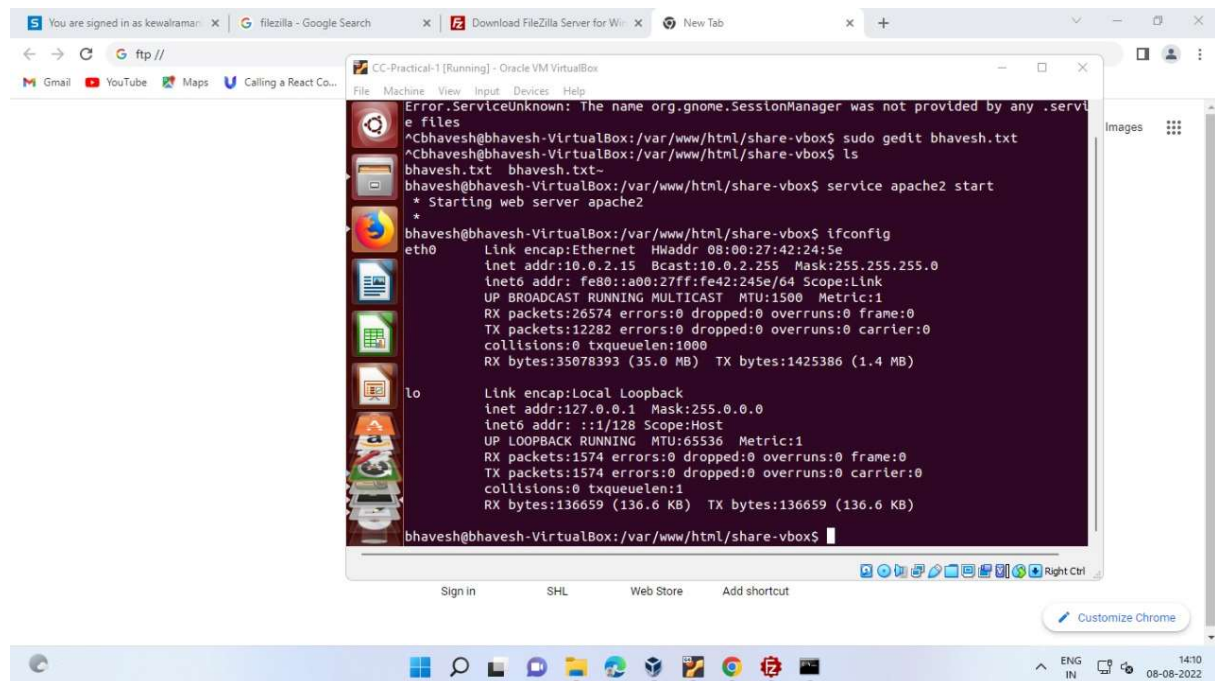 You are signed in as kewalraman
filezilla - Google Search
Download FileZilla Server for Win
New Tab
ftp //
Gmail YouTube Maps Calling a React Co...
CC-Practical-1 [Running] - Oracle VM VirtualBox
File Machine View Input Devices Help
Error.ServiceUnknown: The name org.gnome.SessionManager was not provided by any .servi
e files
^Cbhavesh@bhavesh-VirtualBox:/var/www/html/share-vbox$ sudo gedit bhavesh.txt
^Cbhavesh@bhavesh-VirtualBox:/var/www/html/share-vbox$ ls
bhavesh.txt  bhavesh.txt~
bhavesh@bhavesh-VirtualBox:/var/www/html/share-vbox$ service apache2 start
 * Starting web server apache2
 *
bhavesh@bhavesh-VirtualBox:/var/www/html/share-vbox$ ifconfig
eth0      Link encap:Ethernet  HWaddr 08:00:27:42:24:5e
          inet addr:10.0.2.15  Bcast:10.0.2.255  Mask:255.255.255.0
          inet6 addr: fe80::a00:27ff:fe42:245e/64 Scope:Link
          UP BROADCAST RUNNING MULTICAST  MTU:1500  Metric:1
          RX packets:26574 errors:0 dropped:0 overruns:0 frame:0
          TX packets:12282 errors:0 dropped:0 overruns:0 carrier:0
          collisions:0 txqueuelen:1000
          RX bytes:35078393 (35.0 MB)  TX bytes:1425386 (1.4 MB)
lo        Link encap:Local Loopback
          inet addr:127.0.0.1  Mask:255.0.0.0
          inet6 addr: ::1/128 Scope:Host
          UP LOOPBACK RUNNING  MTU:65536  Metric:1
          RX packets:1574 errors:0 dropped:0 overruns:0 frame:0
          TX packets:1574 errors:0 dropped:0 overruns:0 carrier:0
          collisions:0 txqueuelen:1
          RX bytes:136659 (136.6 KB)  TX bytes:136659 (136.6 KB)
bhavesh@bhavesh-VirtualBox:/var/www/html/share-vbox$
Images
Right Ctrl
Sign in SHL Web Store Add shortcut
Customize Chrome
ENG
IN
14:10
08-08-2022